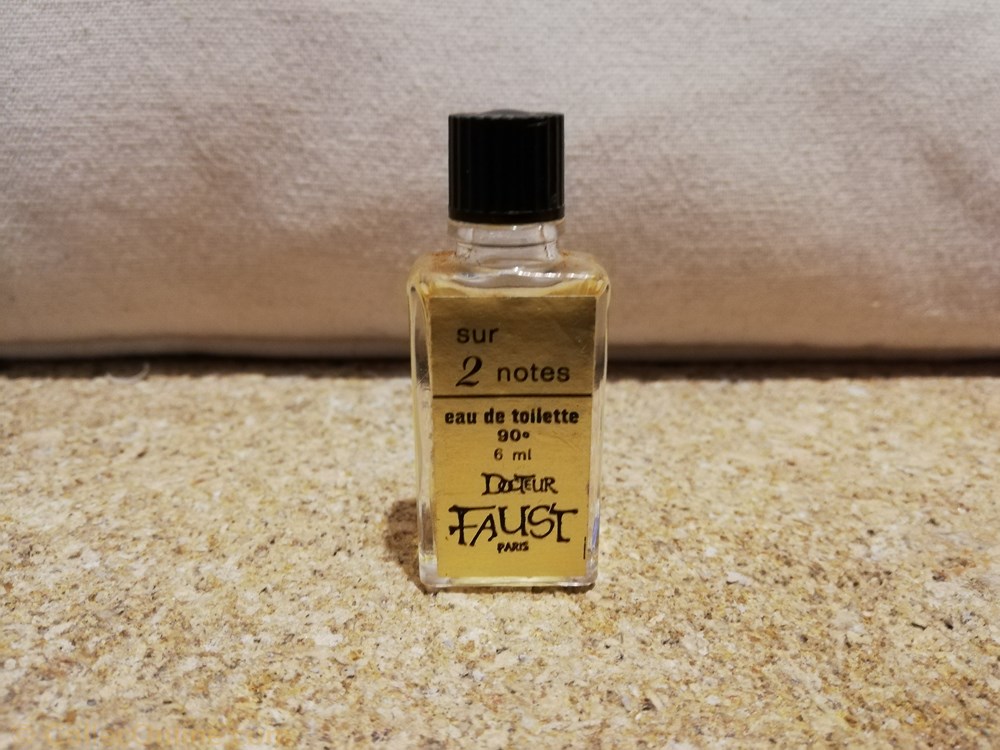 sur
2 notes
eau de toilette
90°
6 ml
DOCTEUR
FAUST
PARIS